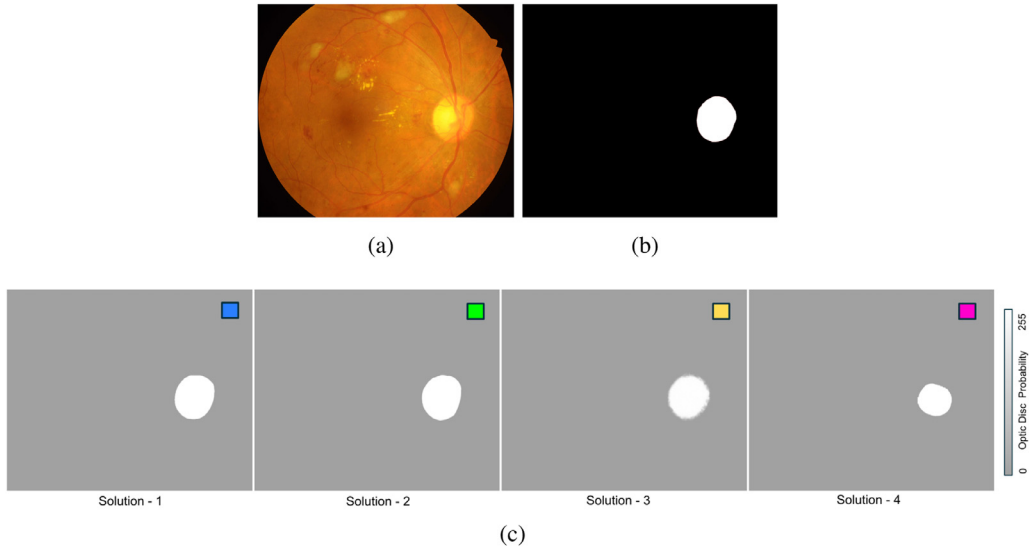 (a)
(b)
0 Optic Disc Probability 255
Solution - 1
Solution - 2
Solution - 3
Solution - 4
(c)